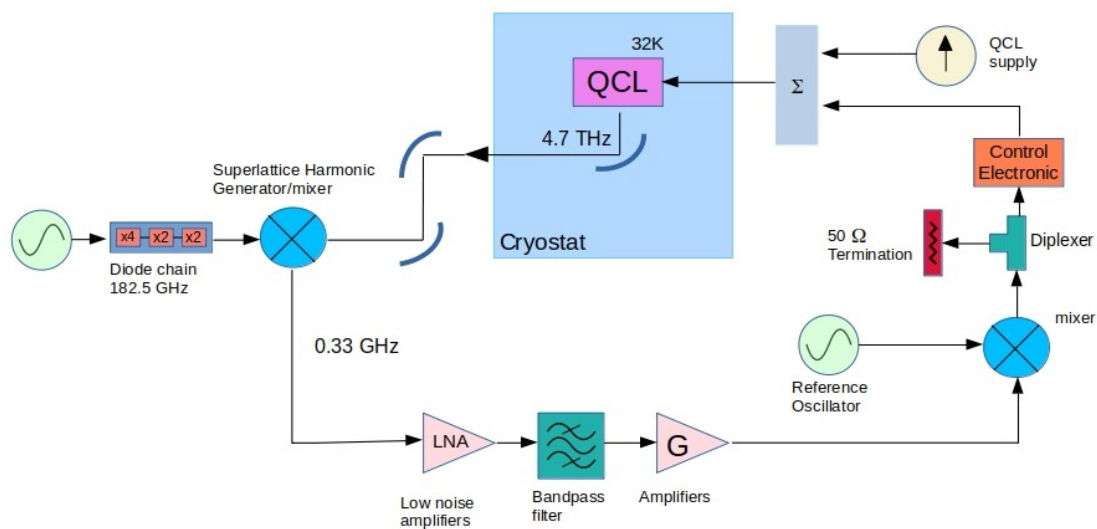 32K
QCL
QCL
supply
Σ
4.7 THz
Superlattice Harmonic
Generator/mixer
Control
Electronic
x4 x2 x2
Cryostat
50 Ω
Termination
Diplexer
Diode chain
182.5 GHz
mixer
0.33 GHz
Reference
Oscillator
LNA
G
Low noise
amplifiers
Bandpass
filter
Amplifiers